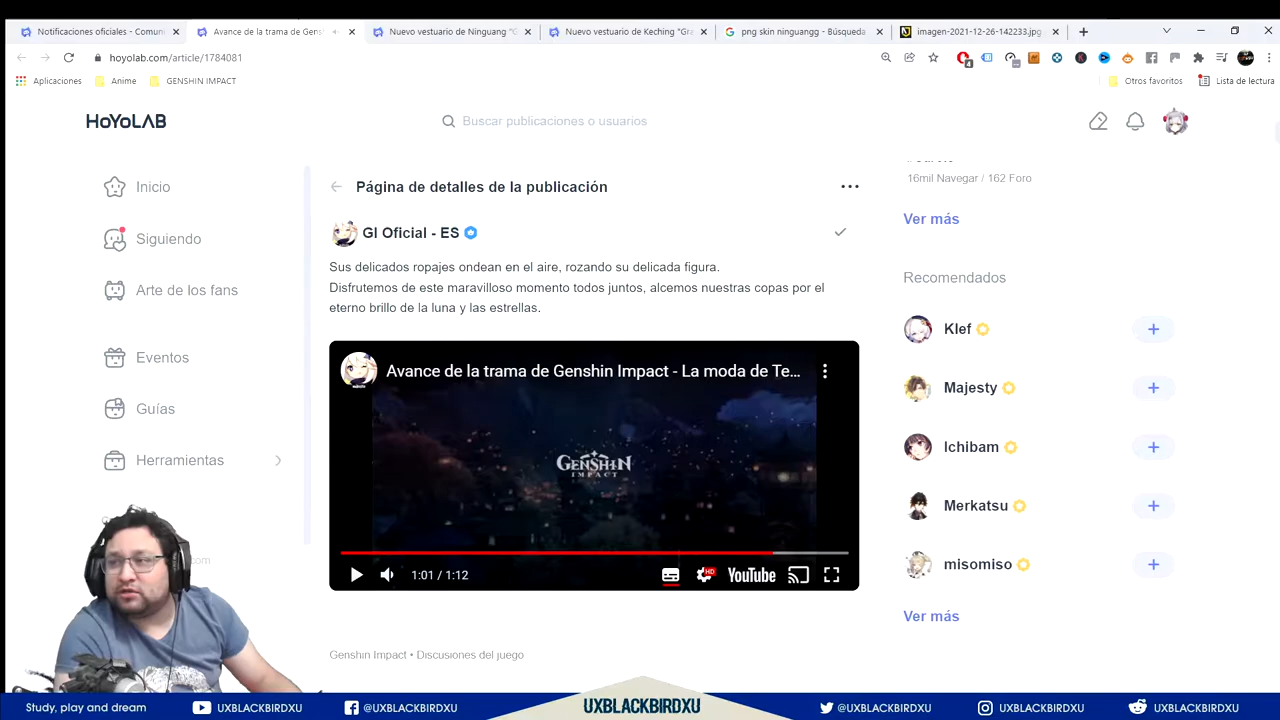 Notificaciones oficiales - Comun
Avance de la trama de Gens
Nuevo vestuario de Ninguang "G
Nuevo vestuario de Keching "Gra
png skin ninguangg - Búsqueda
imagen-2021-12-26-142233.jpg
hoyolab.com/article/1784081
Aplicaciones
Anime
GENSHIN IMPACT
Otros favoritos
Lista de lectura
HoYoLAB
Buscar publicaciones o usuarios
Inicio
Siguiendo
Arte de los fans
Eventos
Guías
Herramientas
Página de detalles de la publicación
GI Oficial - ES
Sus delicados ropajes ondean en el aire, rozando su delicada figura.
Disfrutemos de este maravilloso momento todos juntos, alcemos nuestras copas por el
eterno brillo de la luna y las estrellas.
Avance de la trama de Genshin Impact - La moda de Te...
GENSHIN
IMPACT
1:01 / 1:12
HD
YouTube
Genshin Impact • Discusiones del juego
16mil Navegar / 162 Foro
Ver más
Recomendados
Klef
Majesty
Ichibam
Merkatsu
misomiso
Ver más
.com
Study, play and dream
UXBLACKBIRDXU
@UXBLACKBIRDXU
UXBLACKBIRDXU
@UXBLACKBIRDXU
UXBLACKBIRDXU
UXBLACKBIRDXU